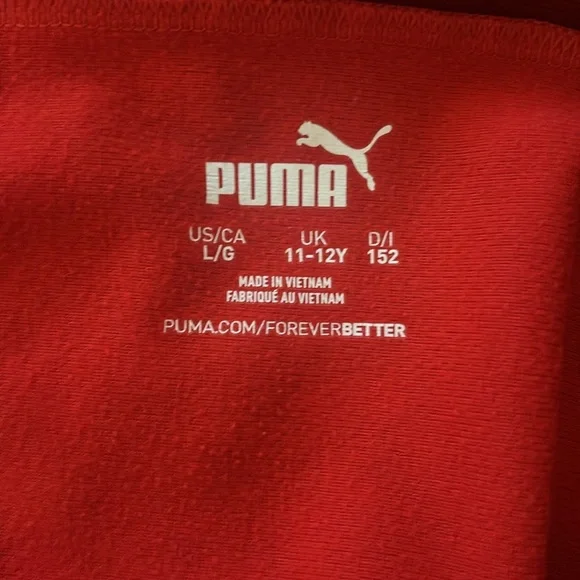 PUMA
US/CA UK D/I
L/G 11-12Y 152
MADE IN VIETNAM
FABRIQUÉ AU VIETNAM
PUMA.COM/FOREVERBETTER